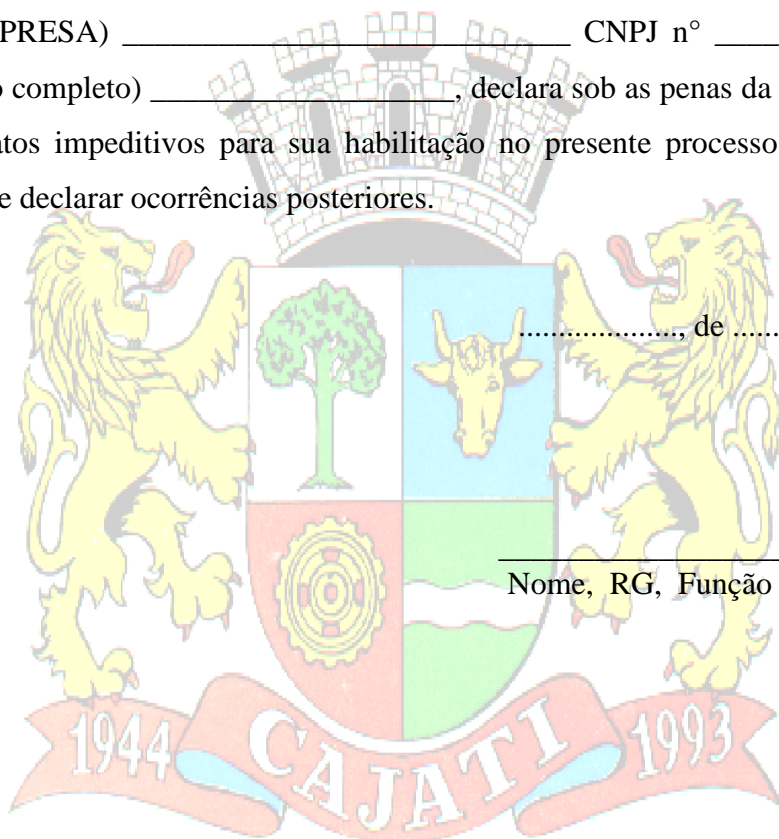 PRESA) ____________________________ CNPJ n° ____
o completo) ___________________, declara sob as penas da
atos impeditivos para sua habilitação no presente processo
e declarar ocorrências posteriores.
...................., de ......
__________________
Nome, RG, Função
1944 CAJATI 1993